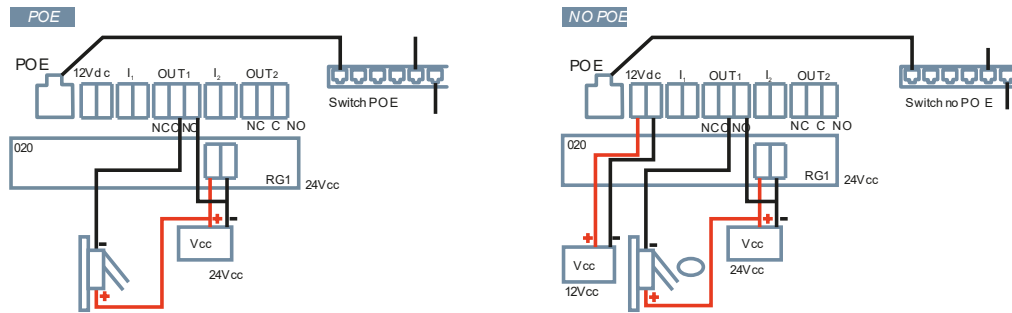 POE
POE
12Vdc I1 OUT1 I2 OUT2
Switch POE
NC C NO
NC C NO
020
RG1
24Vcc
+
-
Vcc
-
24Vcc
+
NO POE
POE
12Vdc I1 OUT1 I2 OUT2
Switch no POE
NC C NO
NC C NO
020
RG1
24Vcc
+
-
+
-
Vcc
-
Vcc
24Vcc
12Vcc
+